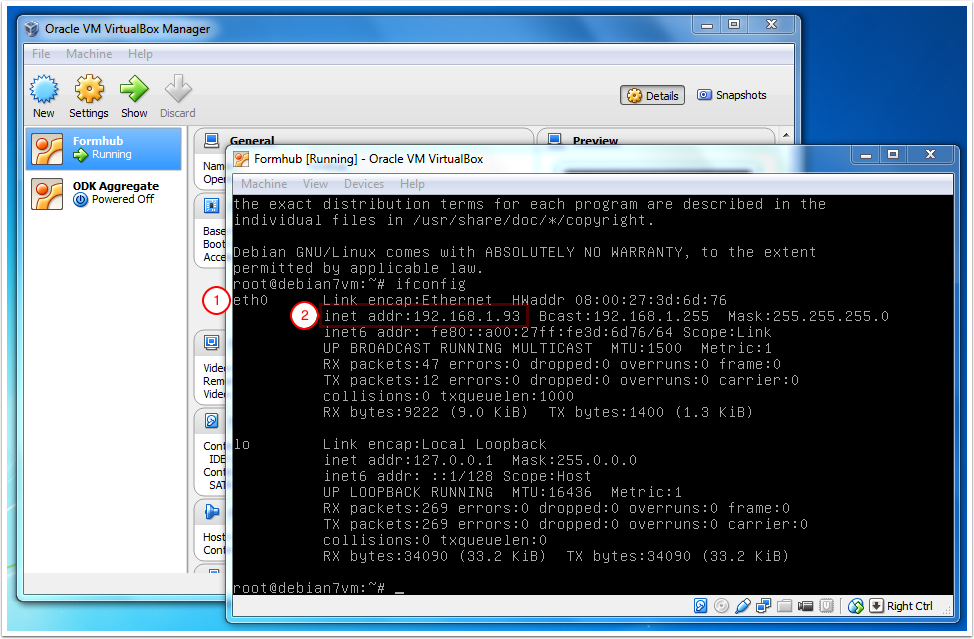 Oracle VM VirtualBox Manager
File Machine Help
New Settings Show Discard
Details Snapshots
Formhub
Running
ODK Aggregate
Powered Off
General
Preview
Nam
Oper
Base
Boot
Acce
Video
Rem
Video
Cont
IDE
Cont
SAT
Host
Cont
Formhub [Running] - Oracle VM VirtualBox
Machine View Devices Help
the exact distribution terms for each program are described in the
individual files in /usr/share/doc/*/copyright.
Debian GNU/Linux comes with ABSOLUTELY NO WARRANTY, to the extent
permitted by applicable law.
root@debian7vm:~# ifconfig
1
eth0 Link encap:Ethernet HWaddr 08:00:27:3d:6d:76
2
inet addr:192.168.1.93 Bcast:192.168.1.255 Mask:255.255.255.0
inet6 addr: fe80::a00:27ff:fe3d:6d76/64 Scope:Link
UP BROADCAST RUNNING MULTICAST MTU:1500 Metric:1
RX packets:47 errors:0 dropped:0 overruns:0 frame:0
TX packets:12 errors:0 dropped:0 overruns:0 carrier:0
collisions:0 txqueuelen:1000
RX bytes:9222 (9.0 KiB) TX bytes:1400 (1.3 KiB)
lo Link encap:Local Loopback
inet addr:127.0.0.1 Mask:255.0.0.0
inet6 addr: ::1/128 Scope:Host
UP LOOPBACK RUNNING MTU:16436 Metric:1
RX packets:269 errors:0 dropped:0 overruns:0 frame:0
TX packets:269 errors:0 dropped:0 overruns:0 carrier:0
collisions:0 txqueuelen:0
RX bytes:34090 (33.2 KiB) TX bytes:34090 (33.2 KiB)
root@debian7vm:~# _
Right Ctrl